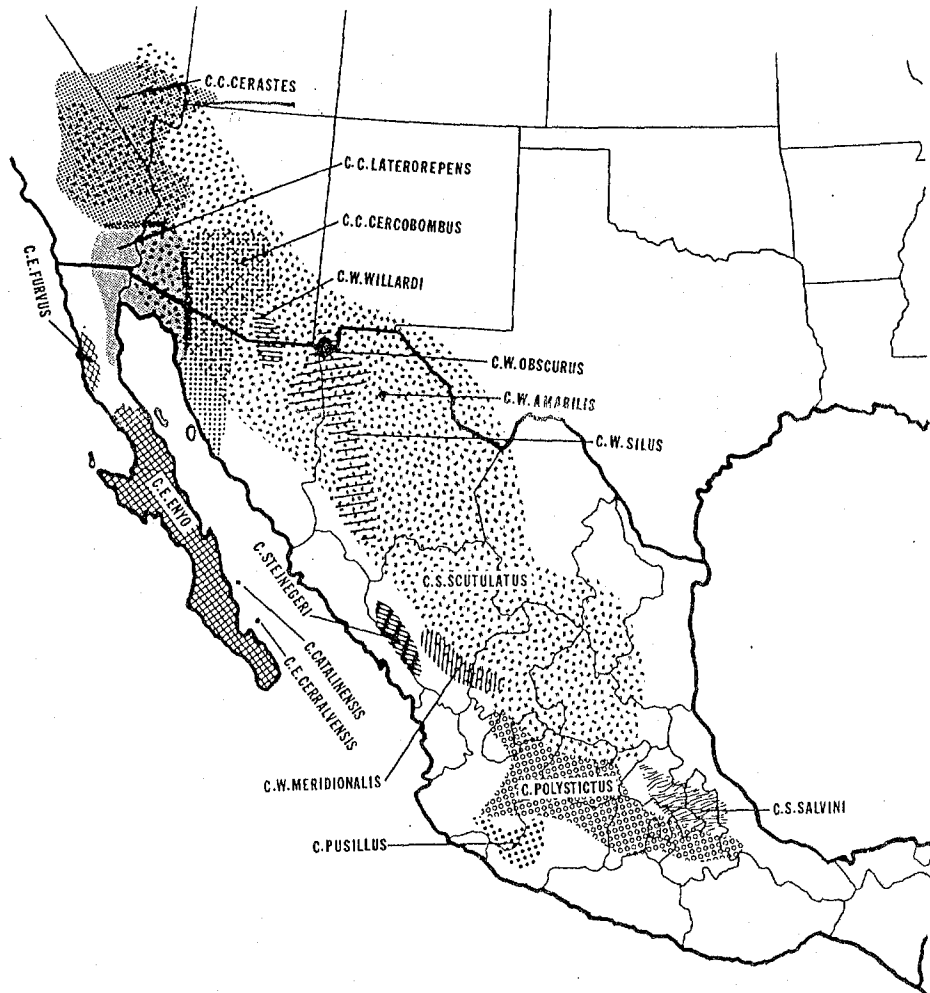 C.C.CERASTES
C.C.LATEROREPENS
C.C.CERCOBOMBUS
C.E.FURVUS
C.W.WILLARDI
C.W.OBSCURUS
C.W.AMABILIS
C.W.SILUS
C.E.ENYO
C.STEJNEGERI
C.S.SCUTULATUS
C.CATALINENSIS
C.E.CERRALVENSIS
C.W.MERIDIONALIS
C.POLYSTICTUS
C.S.SALVINI
C.PUSILLUS